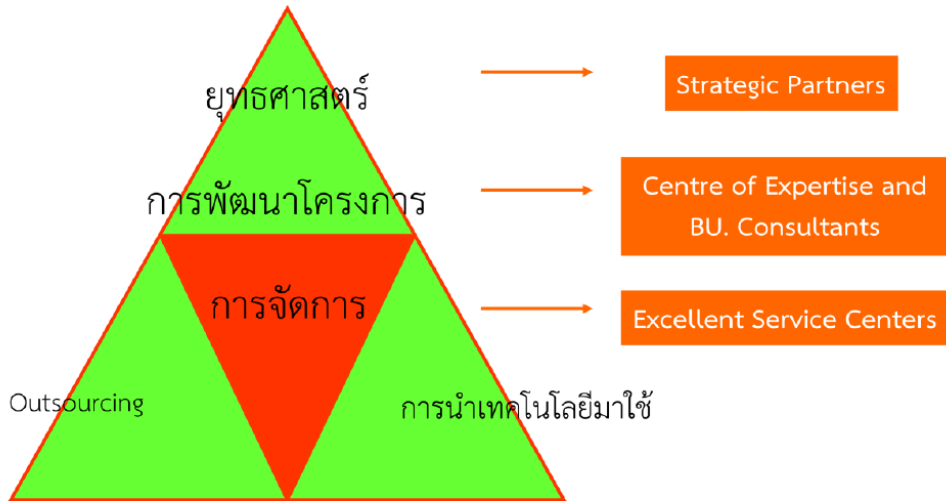 ยุทธศาสตร์
Strategic Partners
การพัฒนาโครงการ
Centre of Expertise and
BU. Consultants
การจัดการ
Excellent Service Centers
Outsourcing
การนำเทคโนโลยีมาใช้